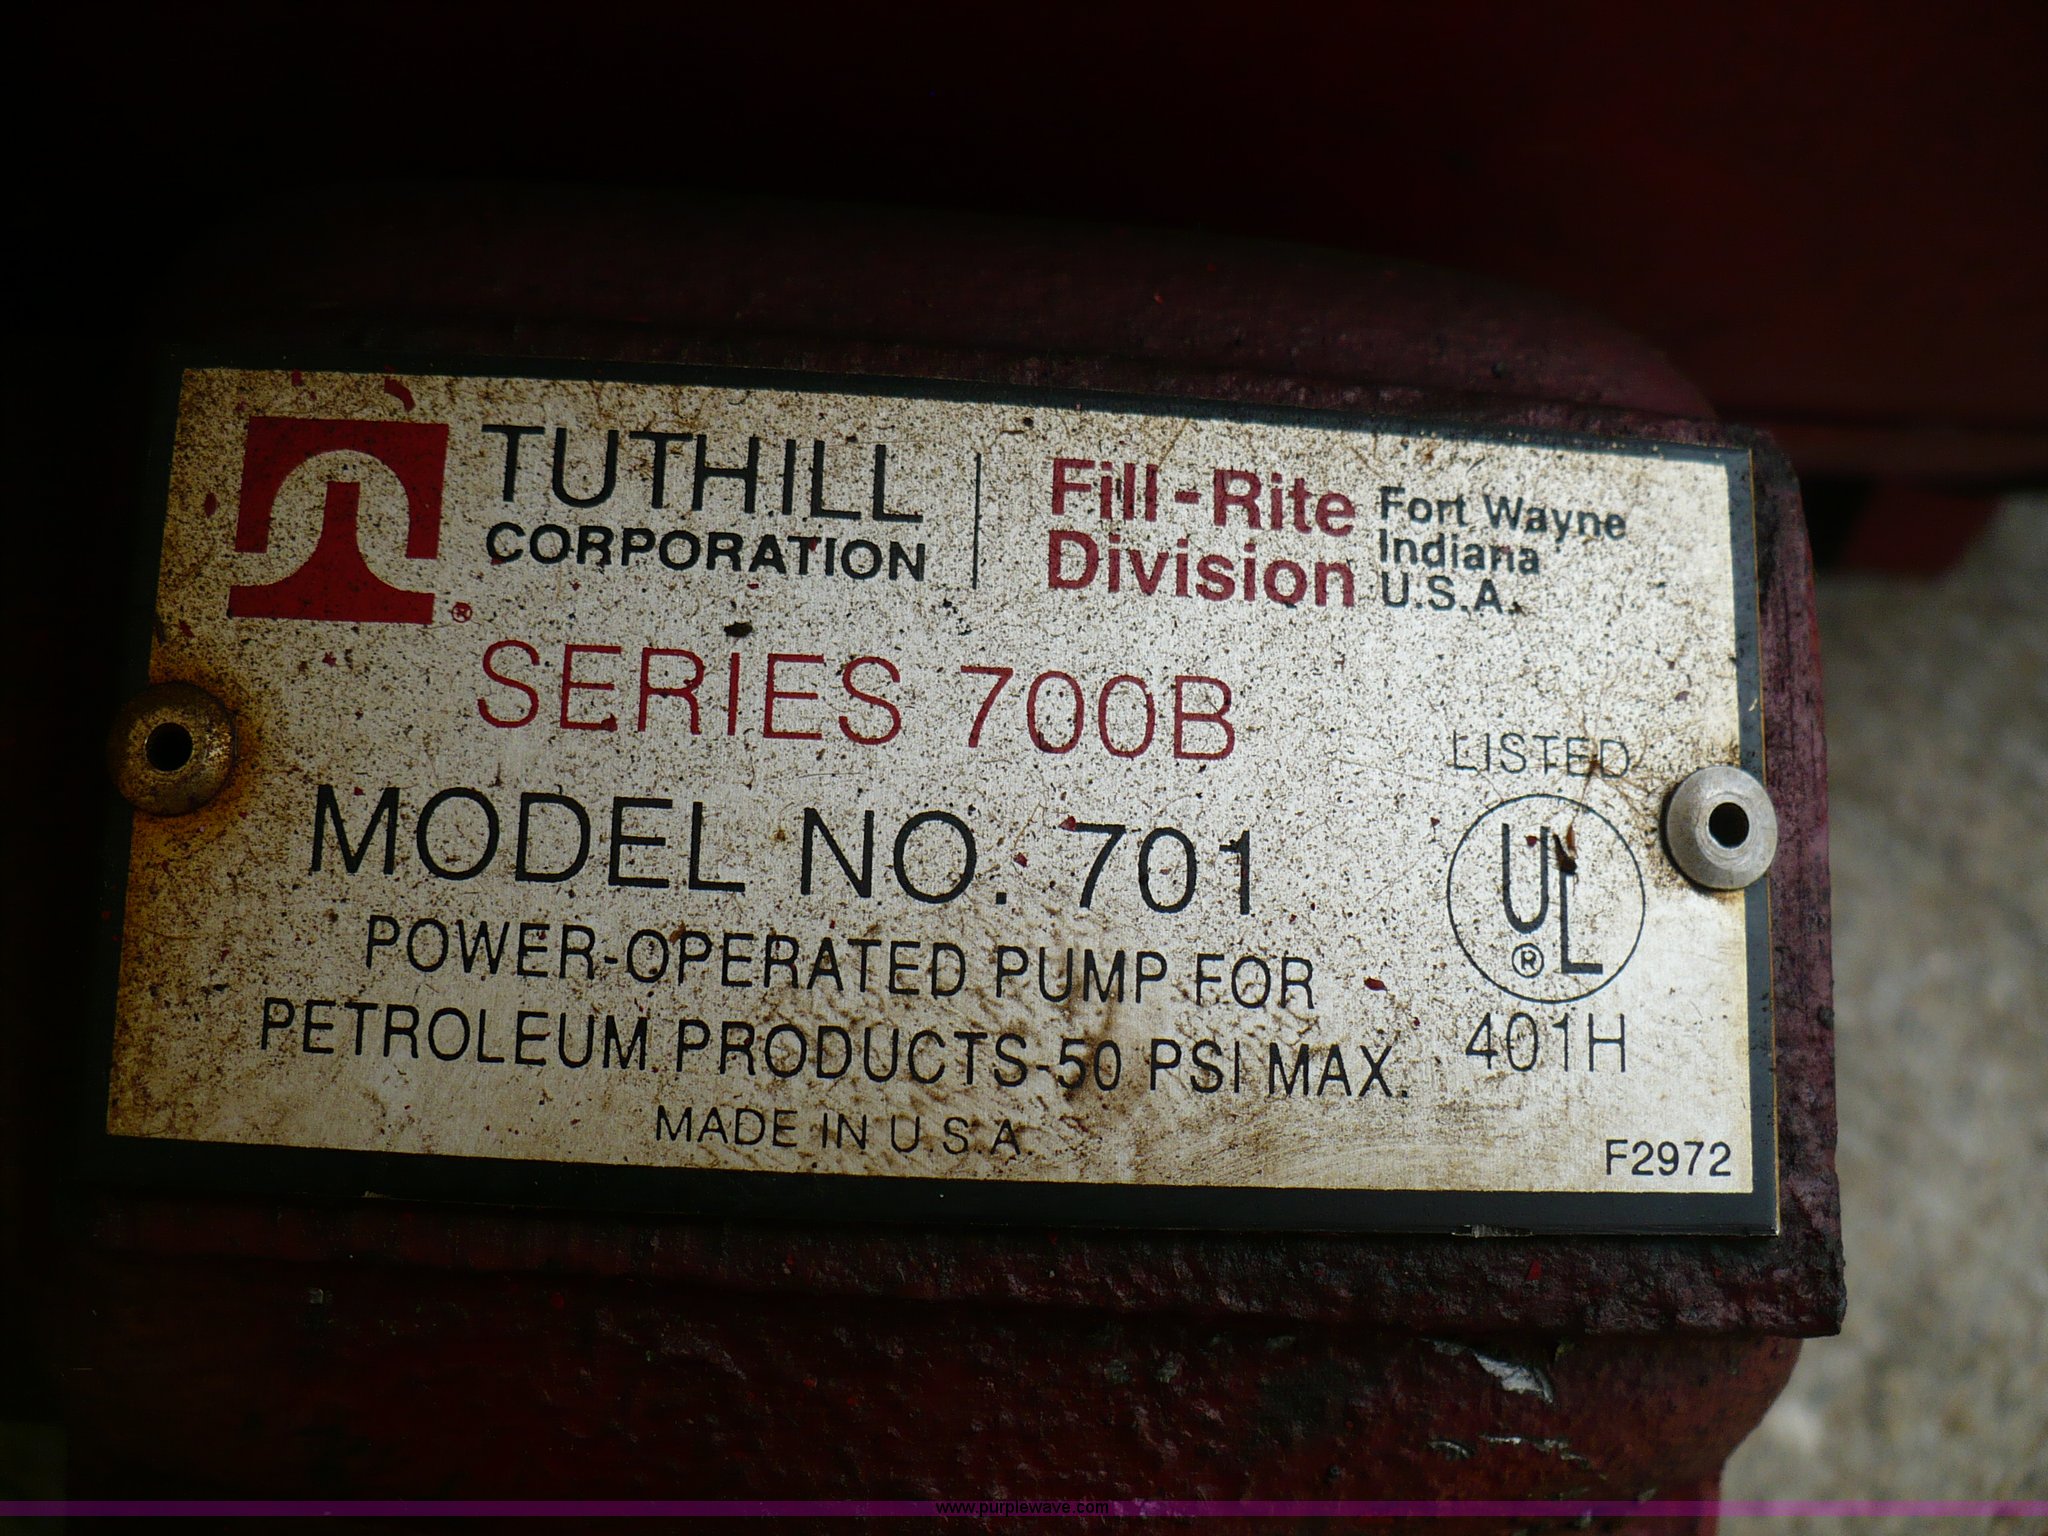 TUTHILL
CORPORATION
Fill-Rite
Division
Fort Wayne
Indiana
U.S.A.
®
SERIES 700B
MODEL NO. 701
POWER-OPERATED PUMP FOR
PETROLEUM PRODUCTS-50 PSI MAX.
MADE IN U.S.A.
LISTED
UL
®
401H
F2972
www.purplewave.com